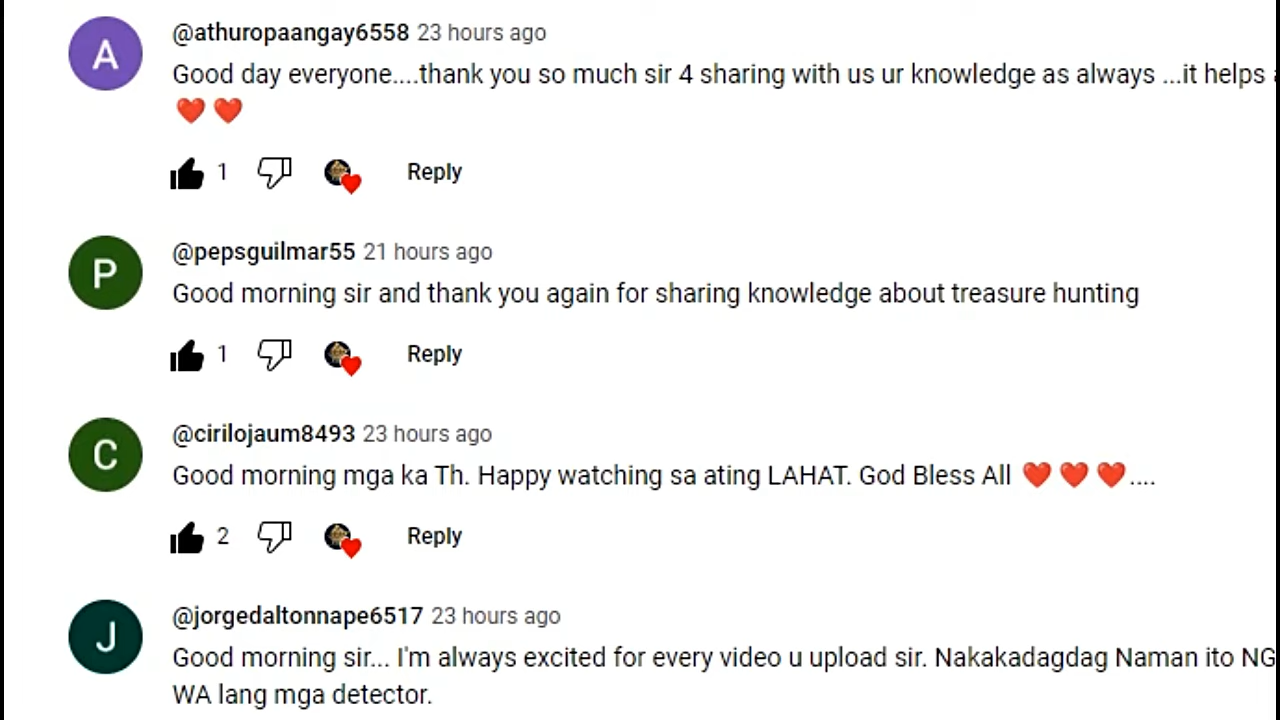 A
@athuropaangay6558 23 hours ago
Good day everyone....thank you so much sir 4 sharing with us ur knowledge as always ...it helps
❤️ ❤️
1 Reply
P
@pepsguilmar55 21 hours ago
Good morning sir and thank you again for sharing knowledge about treasure hunting
1 Reply
C
@cirilojaum8493 23 hours ago
Good morning mga ka Th. Happy watching sa ating LAHAT. God Bless All ❤️ ❤️ ❤️....
2 Reply
J
@jorgedaltonnape6517 23 hours ago
Good morning sir... I'm always excited for every video u upload sir. Nakakadagdag Naman ito NG
WA lang mga detector.